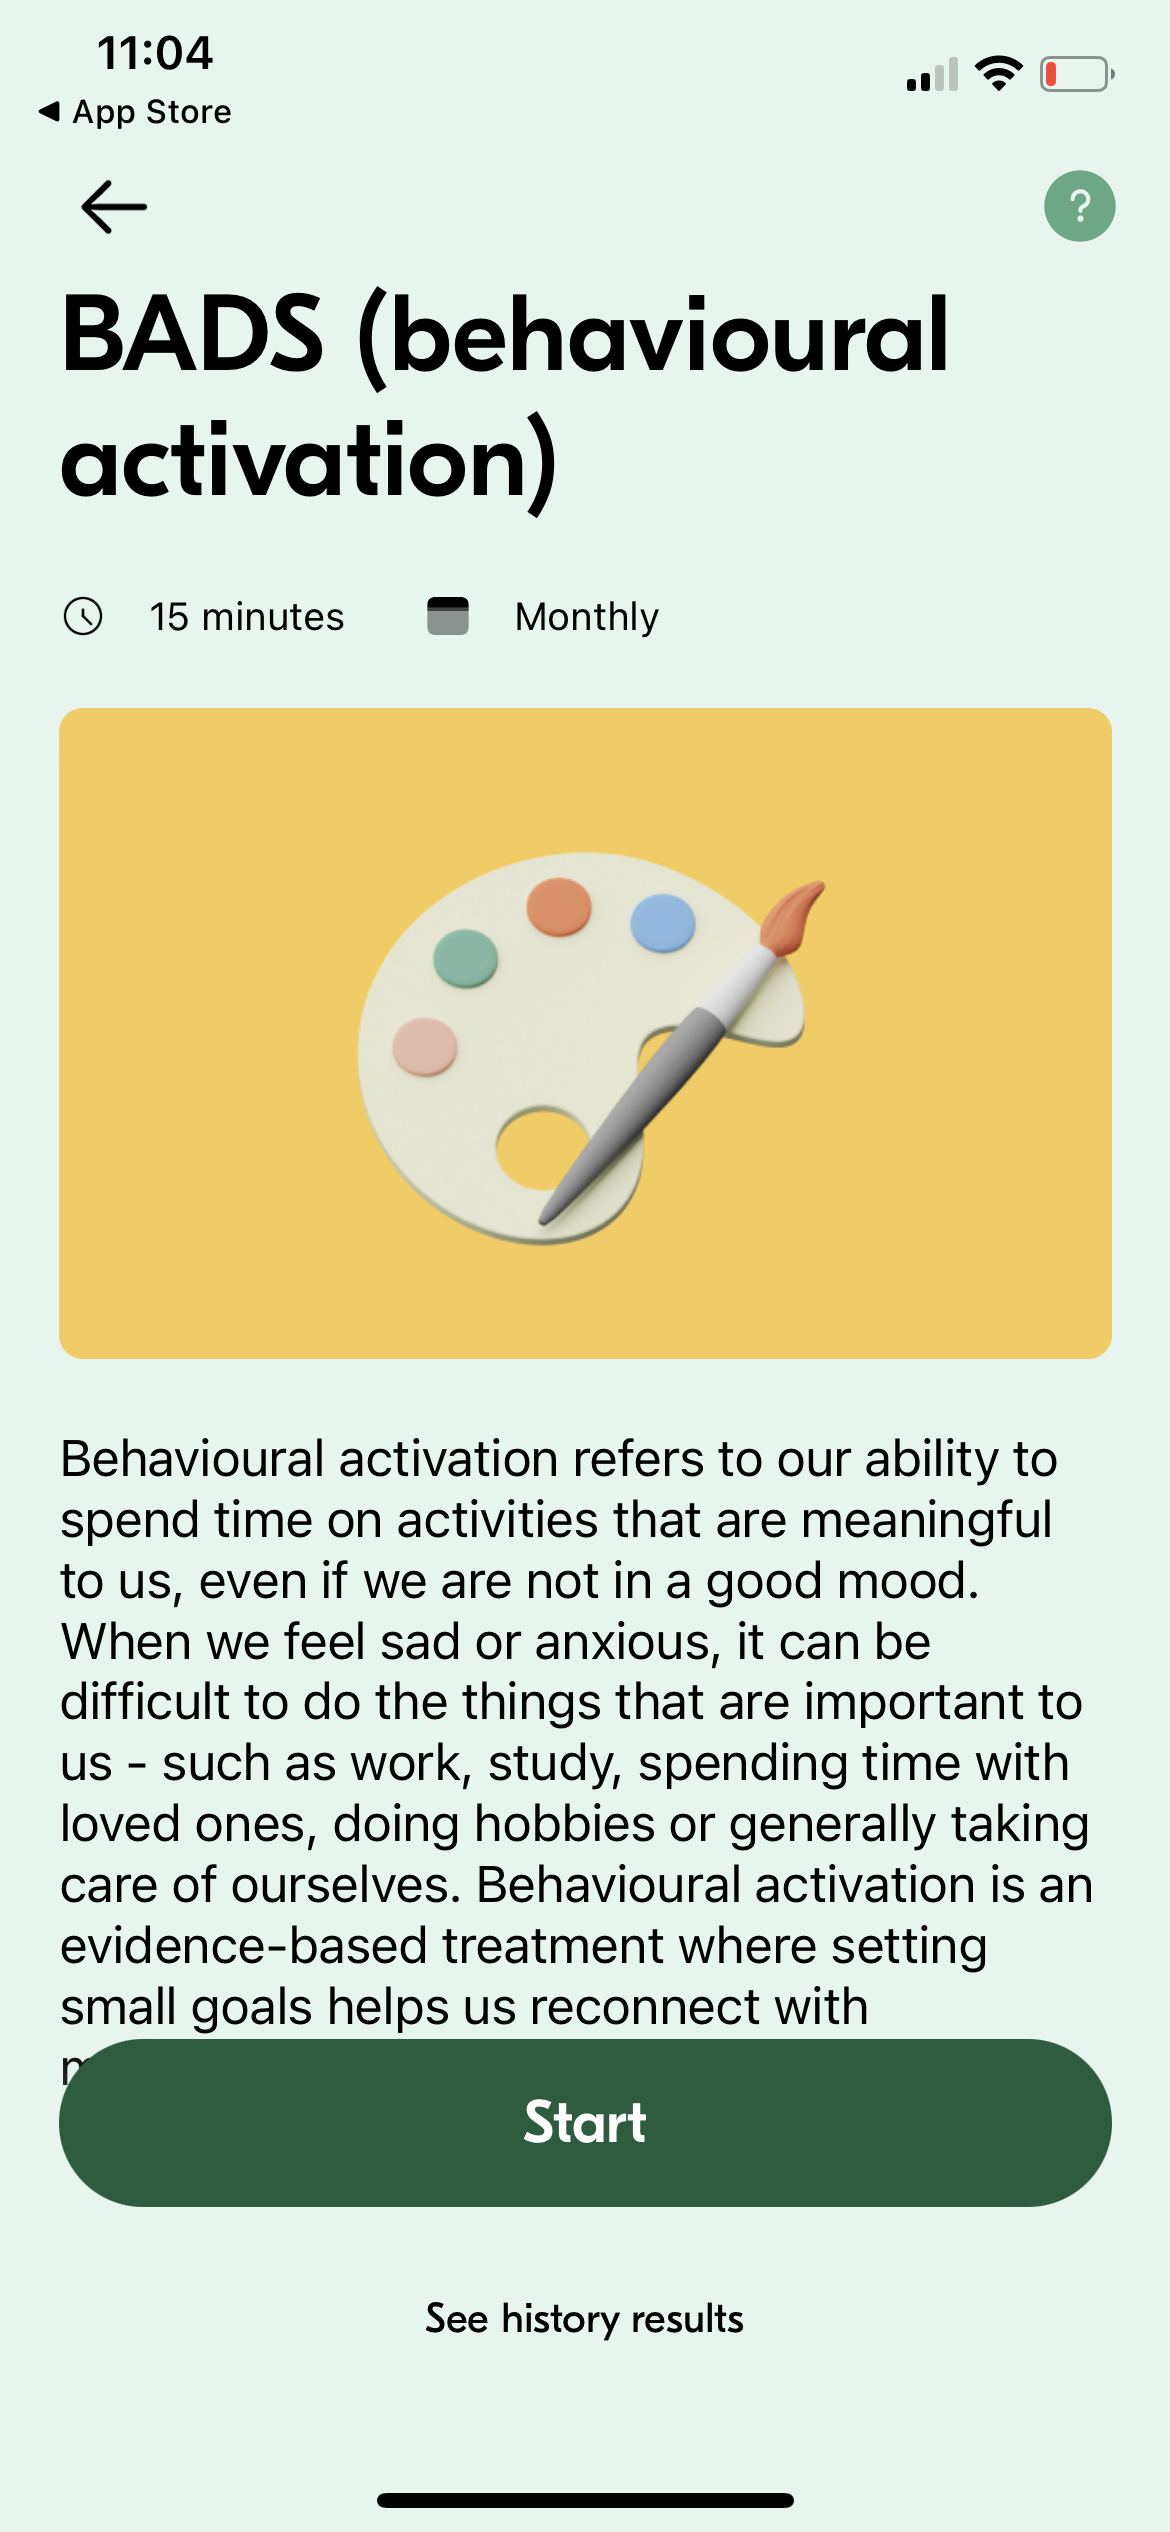 11:04
◀ App Store
?
BADS (behavioural
activation)
15 minutes
Monthly
Behavioural activation refers to our ability to
spend time on activities that are meaningful
to us, even if we are not in a good mood.
When we feel sad or anxious, it can be
difficult to do the things that are important to
us - such as work, study, spending time with
loved ones, doing hobbies or generally taking
care of ourselves. Behavioural activation is an
evidence-based treatment where setting
small goals helps us reconnect with
Start
See history results